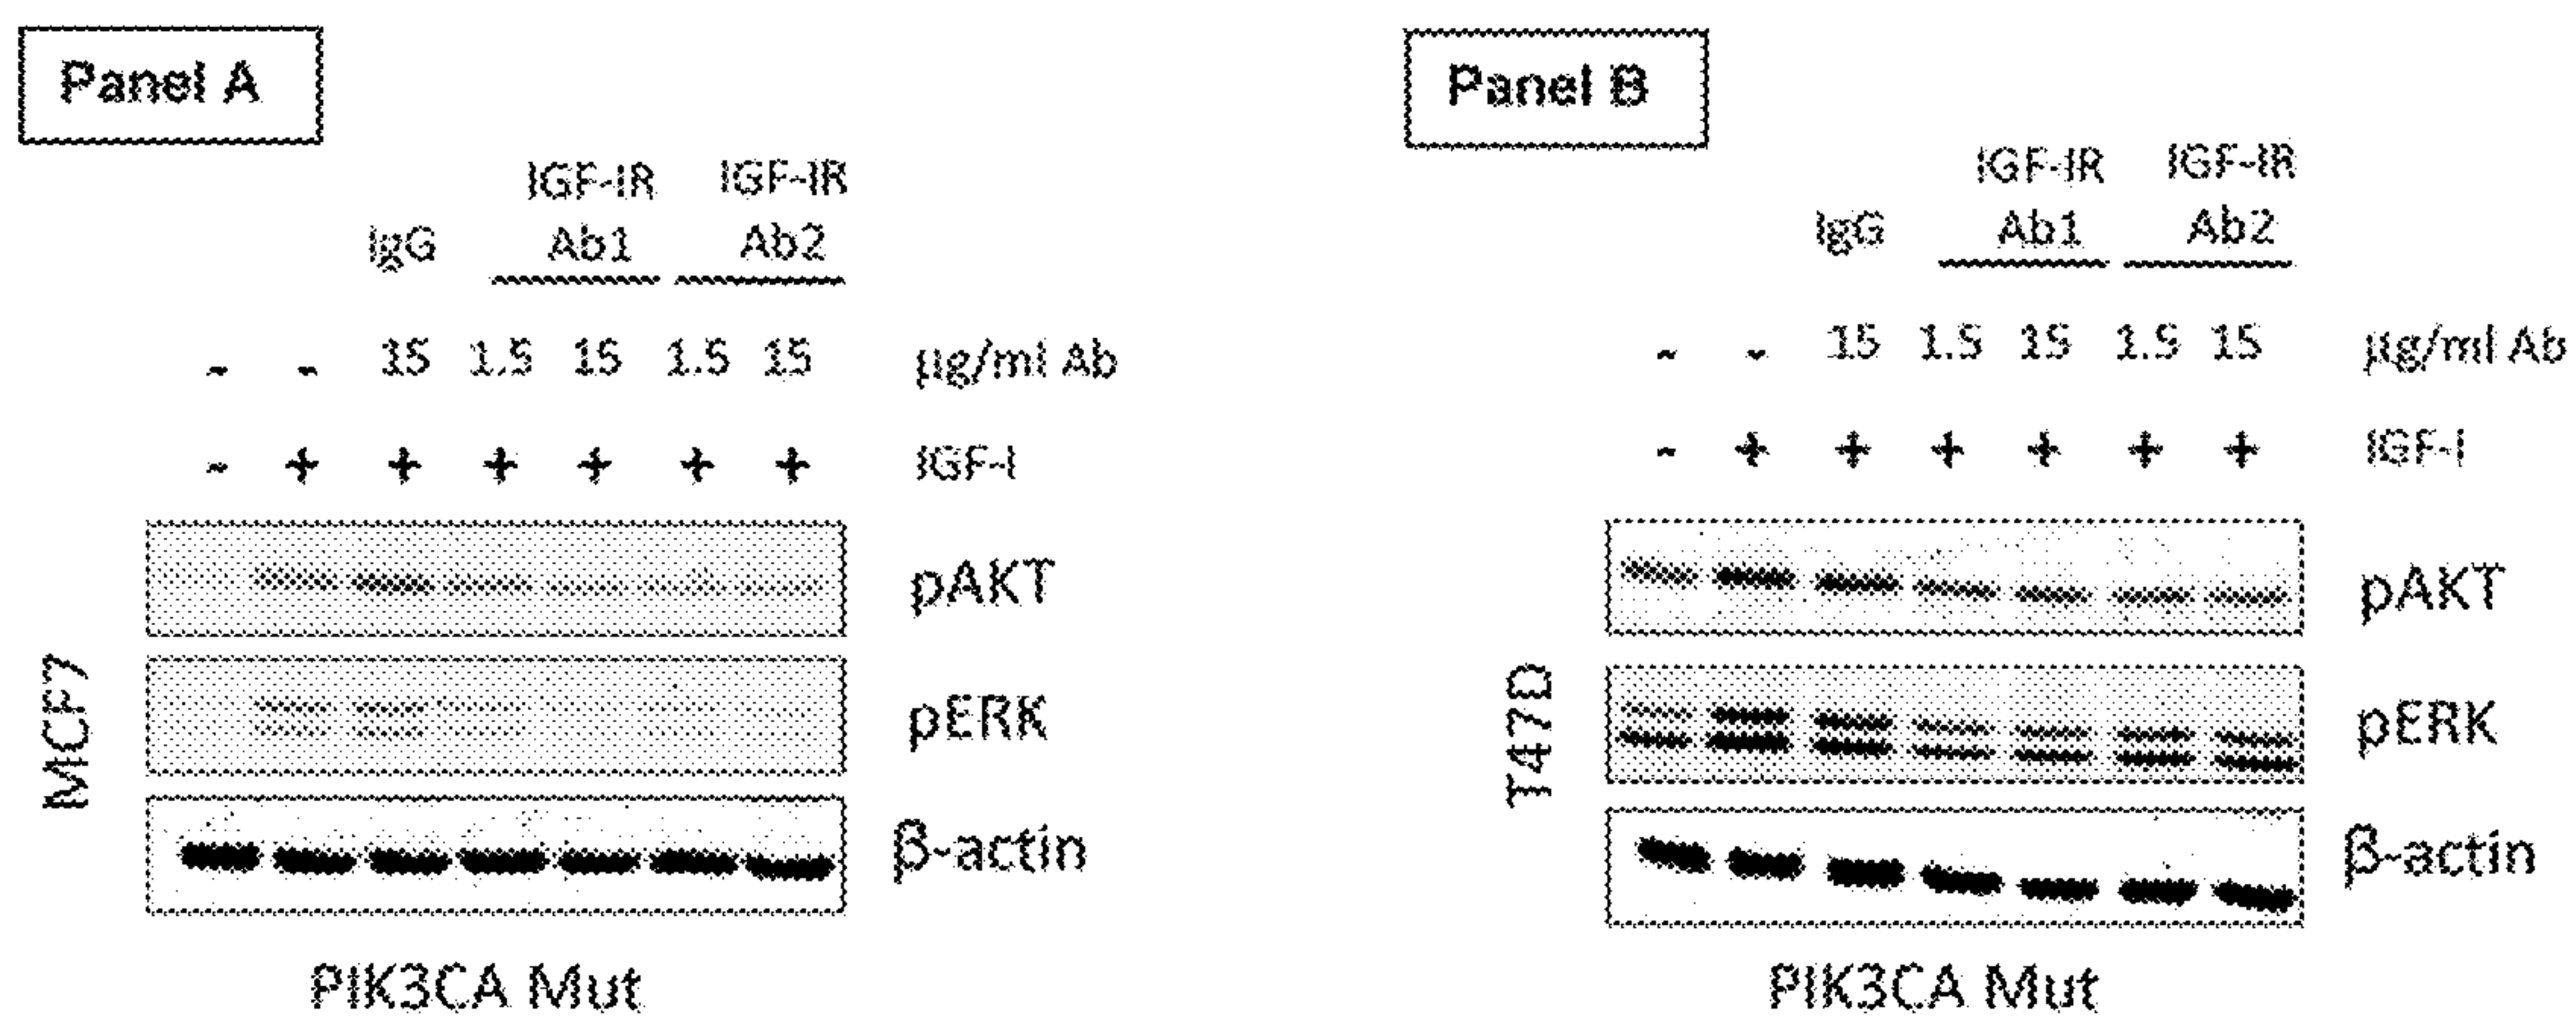 Panel A
IGF-IR IGF-IR
IgG Ab1 Ab2
- - 15 1.5 15 1.5 15 µg/ml Ab
- + + + + + + IGF-I
MCF7
pAKT
pERK
β-actin
PIK3CA Mut
Panel B
IGF-IR IGF-IR
IgG Ab1 Ab2
- - 15 1.5 15 1.5 15 µg/ml Ab
- + + + + + + IGF-I
T47D
pAKT
pERK
β-actin
PIK3CA Mut